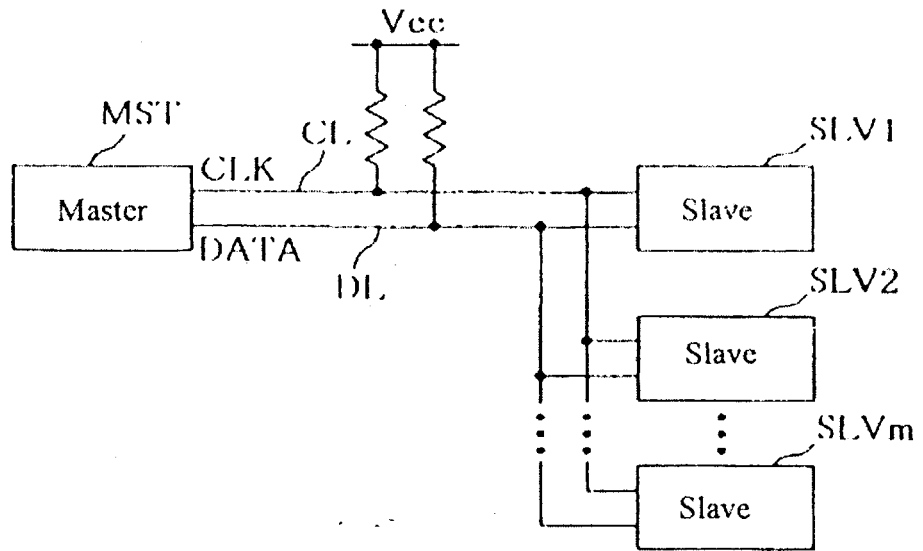 Vcc
MST
CL
SLV1
CLK
Master
Slave
DATA
DL
SLV2
Slave
SLVm
Slave